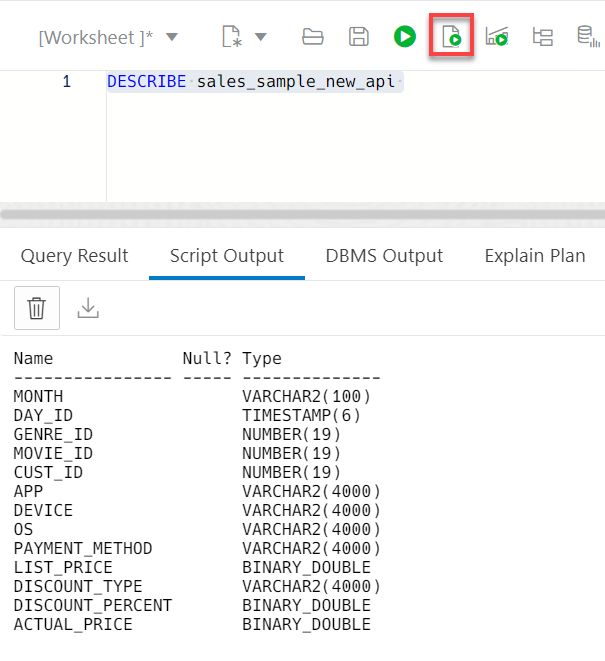 [Worksheet ]*
1 DESCRIBE sales_sample_new_api
Query Result Script Output DBMS Output Explain Plan
Name Null? Type
---------------- ----- --------------
MONTH VARCHAR2(100)
DAY_ID TIMESTAMP(6)
GENRE_ID NUMBER(19)
MOVIE_ID NUMBER(19)
CUST_ID NUMBER(19)
APP VARCHAR2(4000)
DEVICE VARCHAR2(4000)
OS VARCHAR2(4000)
PAYMENT_METHOD VARCHAR2(4000)
LIST_PRICE BINARY_DOUBLE
DISCOUNT_TYPE VARCHAR2(4000)
DISCOUNT_PERCENT BINARY_DOUBLE
ACTUAL_PRICE BINARY_DOUBLE